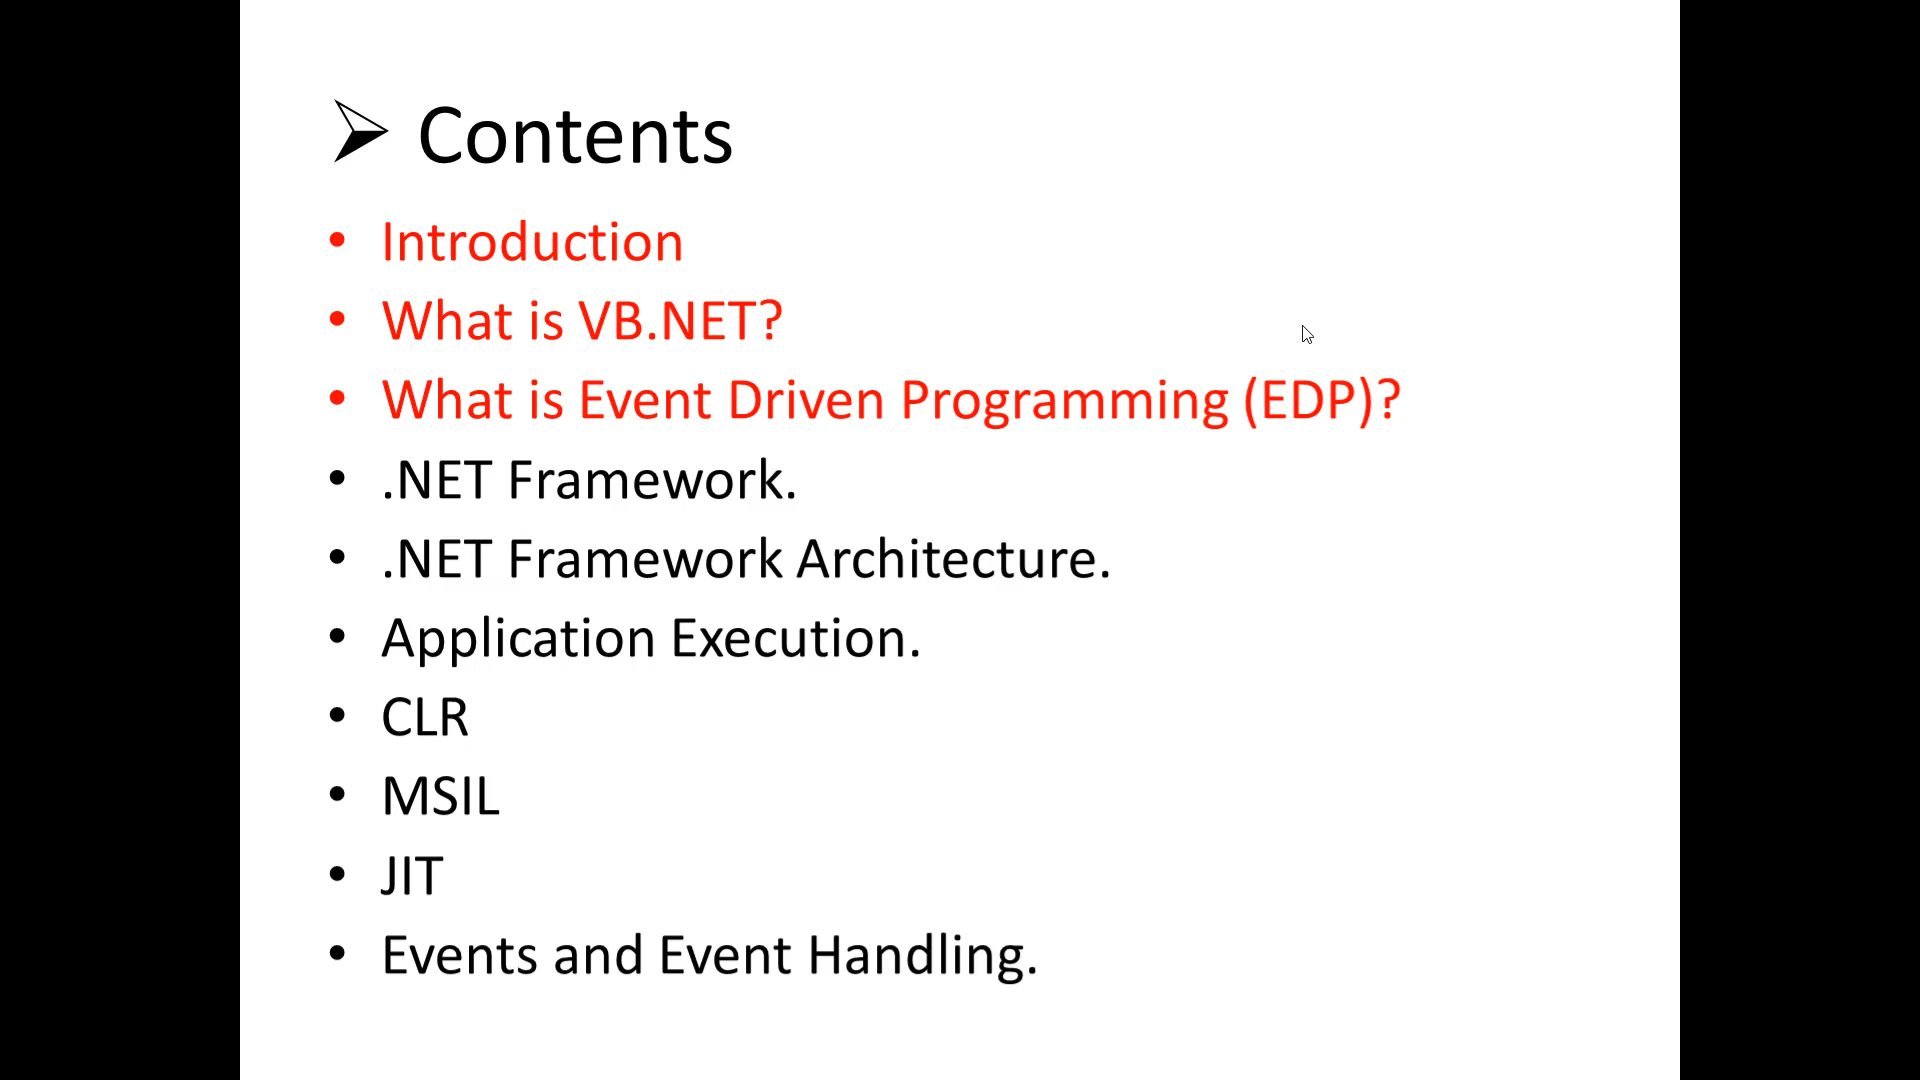 Contents
• Introduction
• What is VB.NET?
• What is Event Driven Programming (EDP)?
• .NET Framework.
• .NET Framework Architecture.
• Application Execution.
• CLR
• MSIL
• JIT
• Events and Event Handling.